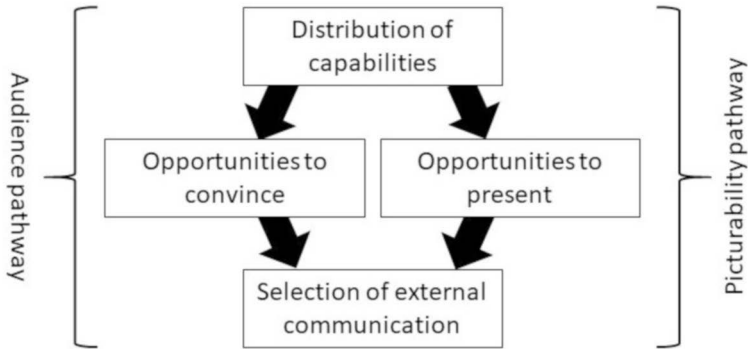 Distribution of
capabilities
Audience pathway
Opportunities to
convince
Opportunities to
present
Picturability pathway
Selection of external
communication